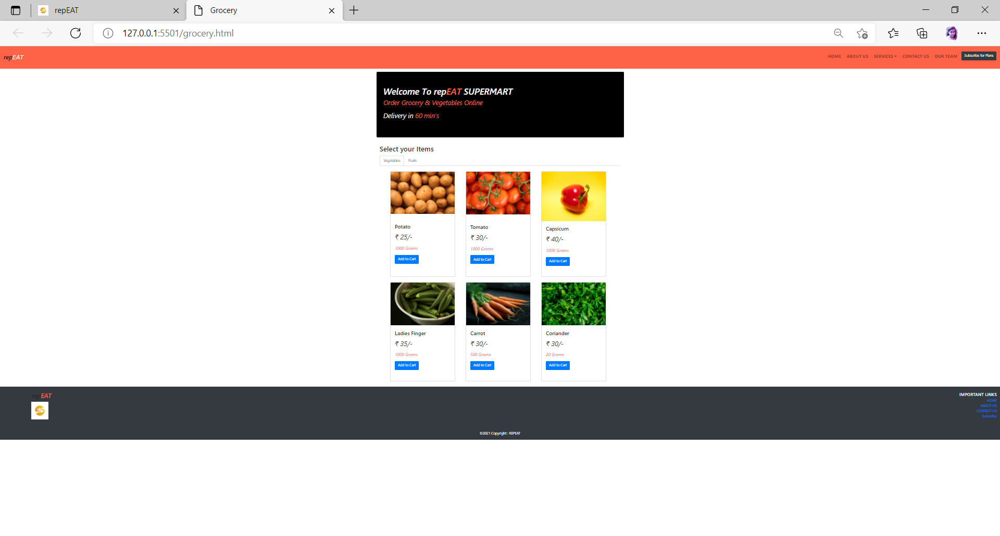 repEAT
Grocery
127.0.0.1:5501/grocery.html
repEAT
HOME ABOUT US SERVICES CONTACT US OUR TEAM Subscribe for Plans
Welcome To repEAT SUPERMART
Order Grocery & Vegetables Online
Delivery in 60 min's
Select your Items
Vegetables Fruits
Potato
₹ 25/-
1000 Grams
Add to Cart
Tomato
₹ 30/-
1000 Grams
Add to Cart
Capsicum
₹ 40/-
1000 Grams
Add to Cart
Ladies Finger
₹ 35/-
1000 Grams
Add to Cart
Carrot
₹ 30/-
500 Grams
Add to Cart
Coriander
₹ 30/-
20 Grams
Add to Cart
repEAT
IMPORTANT LINKS
HOME
ABOUT US
CONTACT US
Subscribe
©2021 Copyright : REPEAT